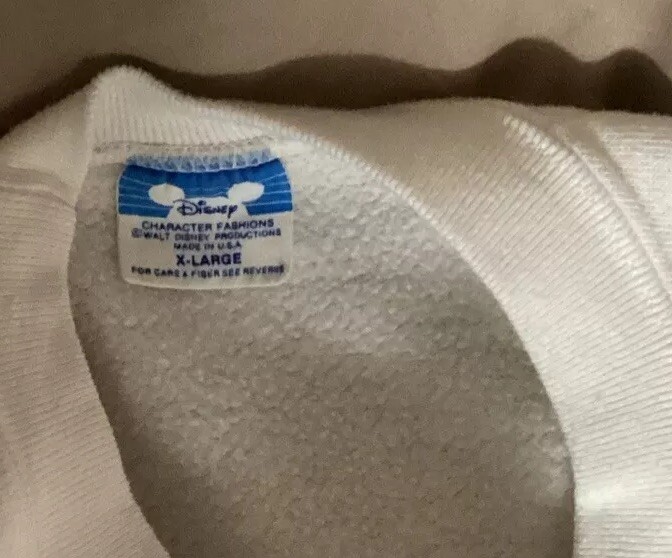 Disney
CHARACTER FASHIONS
©WALT DISNEY PRODUCTIONS
MADE IN U.S.A
X-LARGE
FOR CARE & FIBER SEE REVERSE